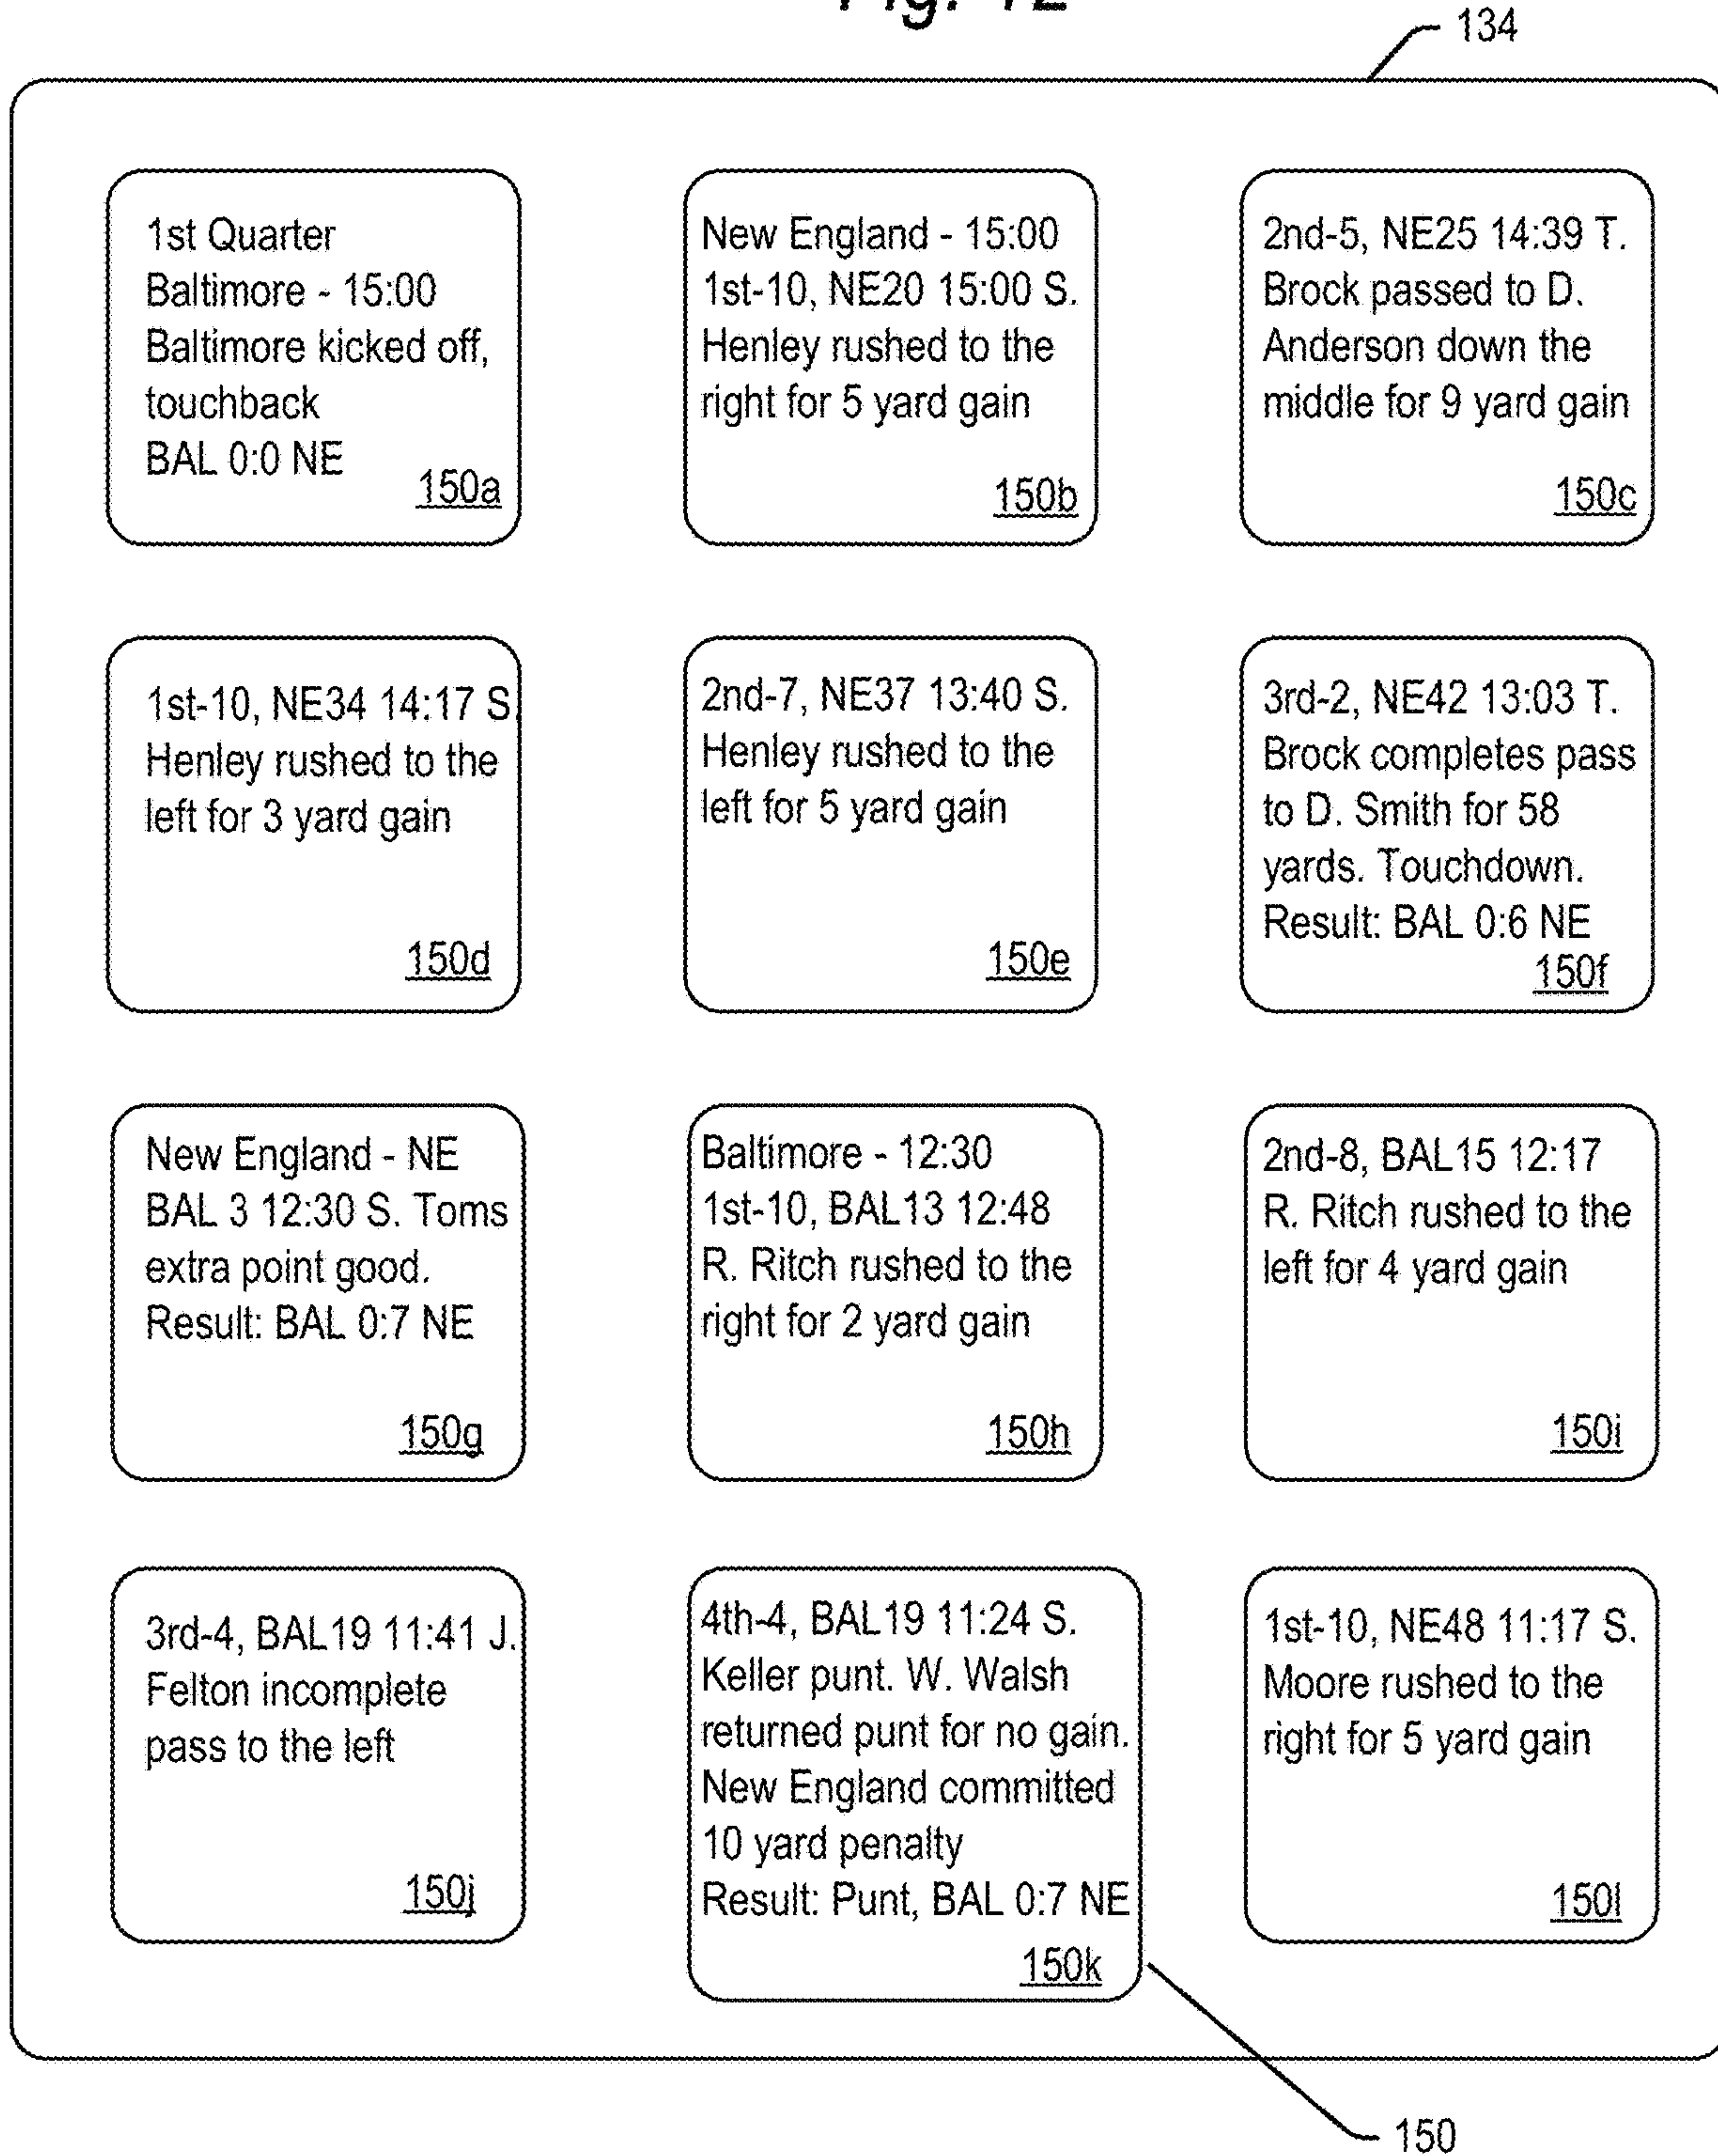 Fig. 12
134
1st Quarter
Baltimore - 15:00
Baltimore kicked off,
touchback
BAL 0:0 NE
150a
New England - 15:00
1st-10, NE20 15:00 S.
Henley rushed to the
right for 5 yard gain
150b
2nd-5, NE25 14:39 T.
Brock passed to D.
Anderson down the
middle for 9 yard gain
150c
1st-10, NE34 14:17 S.
Henley rushed to the
left for 3 yard gain
150d
2nd-7, NE37 13:40 S.
Henley rushed to the
left for 5 yard gain
150e
3rd-2, NE42 13:03 T.
Brock completes pass
to D. Smith for 58
yards. Touchdown.
Result: BAL 0:6 NE
150f
New England - NE
BAL 3 12:30 S. Toms
extra point good.
Result: BAL 0:7 NE
150g
Baltimore - 12:30
1st-10, BAL13 12:48
R. Ritch rushed to the
right for 2 yard gain
150h
2nd-8, BAL15 12:17
R. Ritch rushed to the
left for 4 yard gain
150i
3rd-4, BAL19 11:41 J.
Felton incomplete
pass to the left
150j
4th-4, BAL19 11:24 S.
Keller punt. W. Walsh
returned punt for no gain.
New England committed
10 yard penalty
Result: Punt, BAL 0:7 NE
150k
1st-10, NE48 11:17 S.
Moore rushed to the
right for 5 yard gain
150l
150